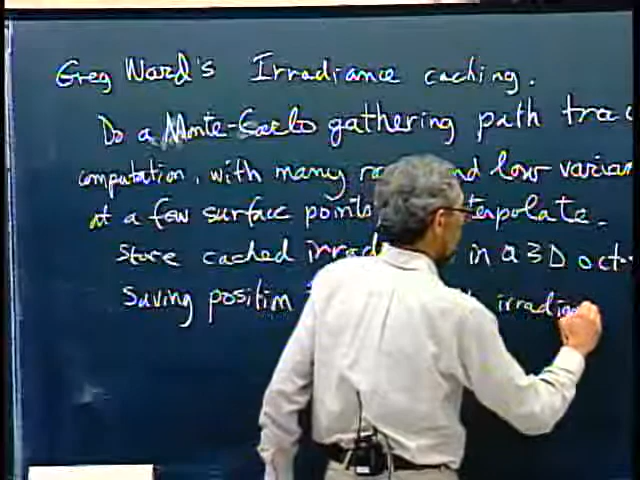 Greg Ward's Irradiance caching.
Do a Monte-Carlo gathering path trac
computation, with many ra nd low varian
at a few surface points terpolate.
Store cached irrad in a 3D oct
Saving position irradian